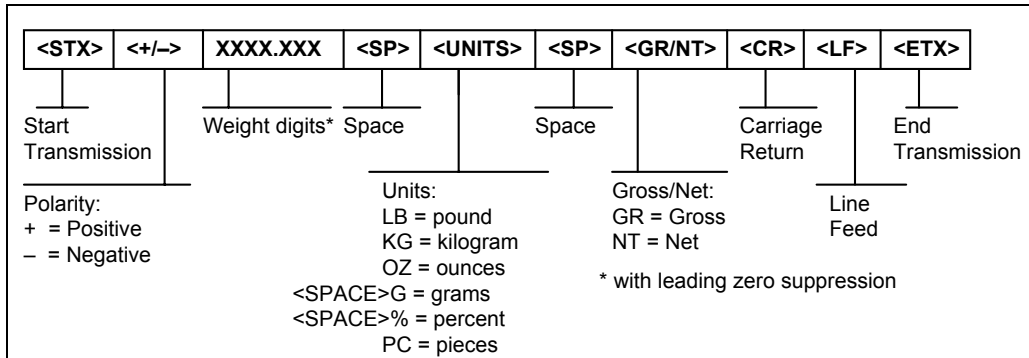 <STX> <+/–> XXXX.XXX <SP> <UNITS> <SP> <GR/NT> <CR> <LF> <ETX>
Start
Transmission
Weight digits*
Space
Space
Carriage
Return
End
Transmission
Polarity:
+ = Positive
– = Negative
Units:
LB = pound
KG = kilogram
OZ = ounces
<SPACE>G = grams
<SPACE>% = percent
PC = pieces
Gross/Net:
GR = Gross
NT = Net
Line
Feed
* with leading zero suppression